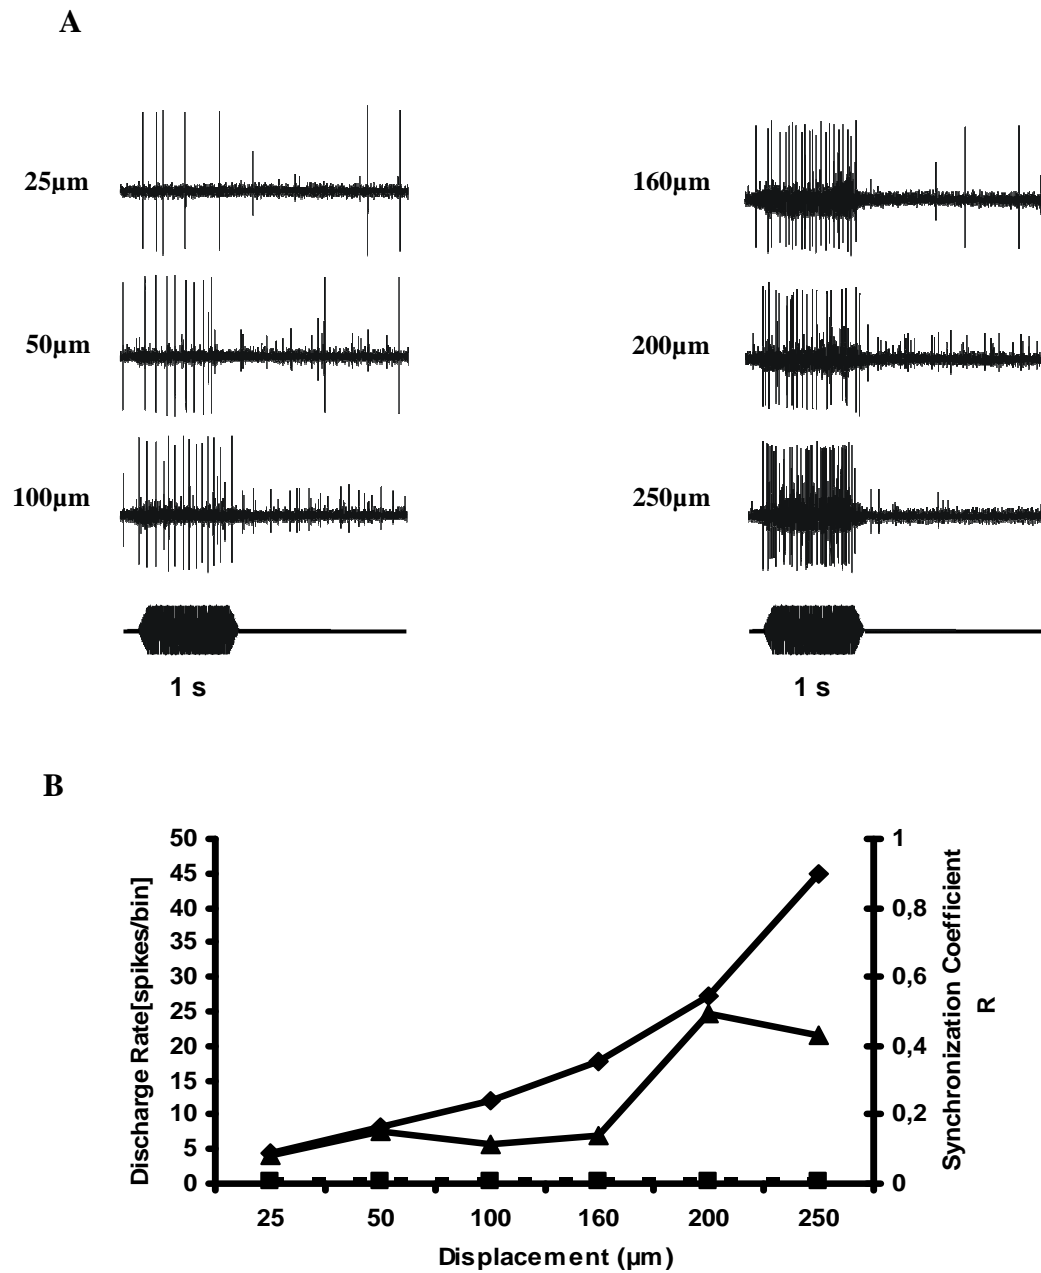 A
25µm
50µm
100µm
1 s
160µm
200µm
250µm
1 s
B
Discharge Rate[spikes/bin]
50
45
40
35
30
25
20
15
10
5
0
1
0,8
0,6
0,4
0,2
0
Synchronization Coefficient
R
25 50 100 160 200 250
Displacement (µm)